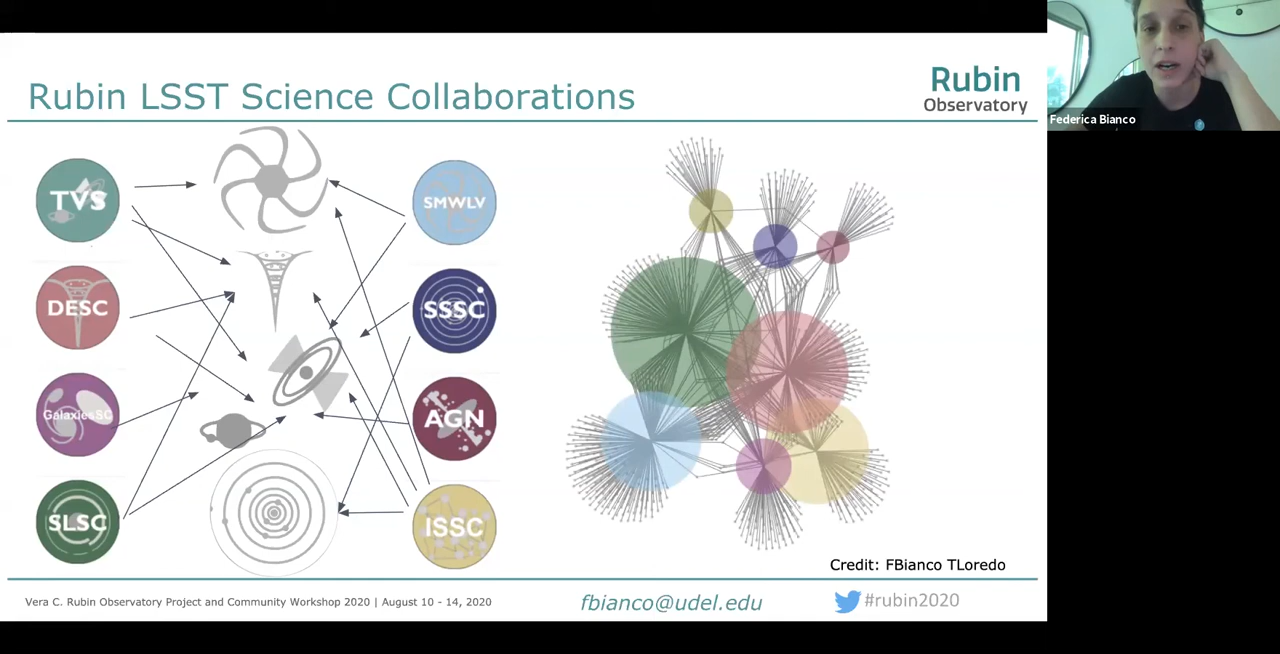 Rubin LSST Science Collaborations
Rubin
Observatory
Federica Bianco
TVS
SMWLV
DESC
SSSC
GalaxiesSC
AGN
SLSC
ISSC
Credit: FBianco TLoredo
Vera C. Rubin Observatory Project and Community Workshop 2020 | August 10 - 14, 2020
fbianco@udel.edu
#rubin2020